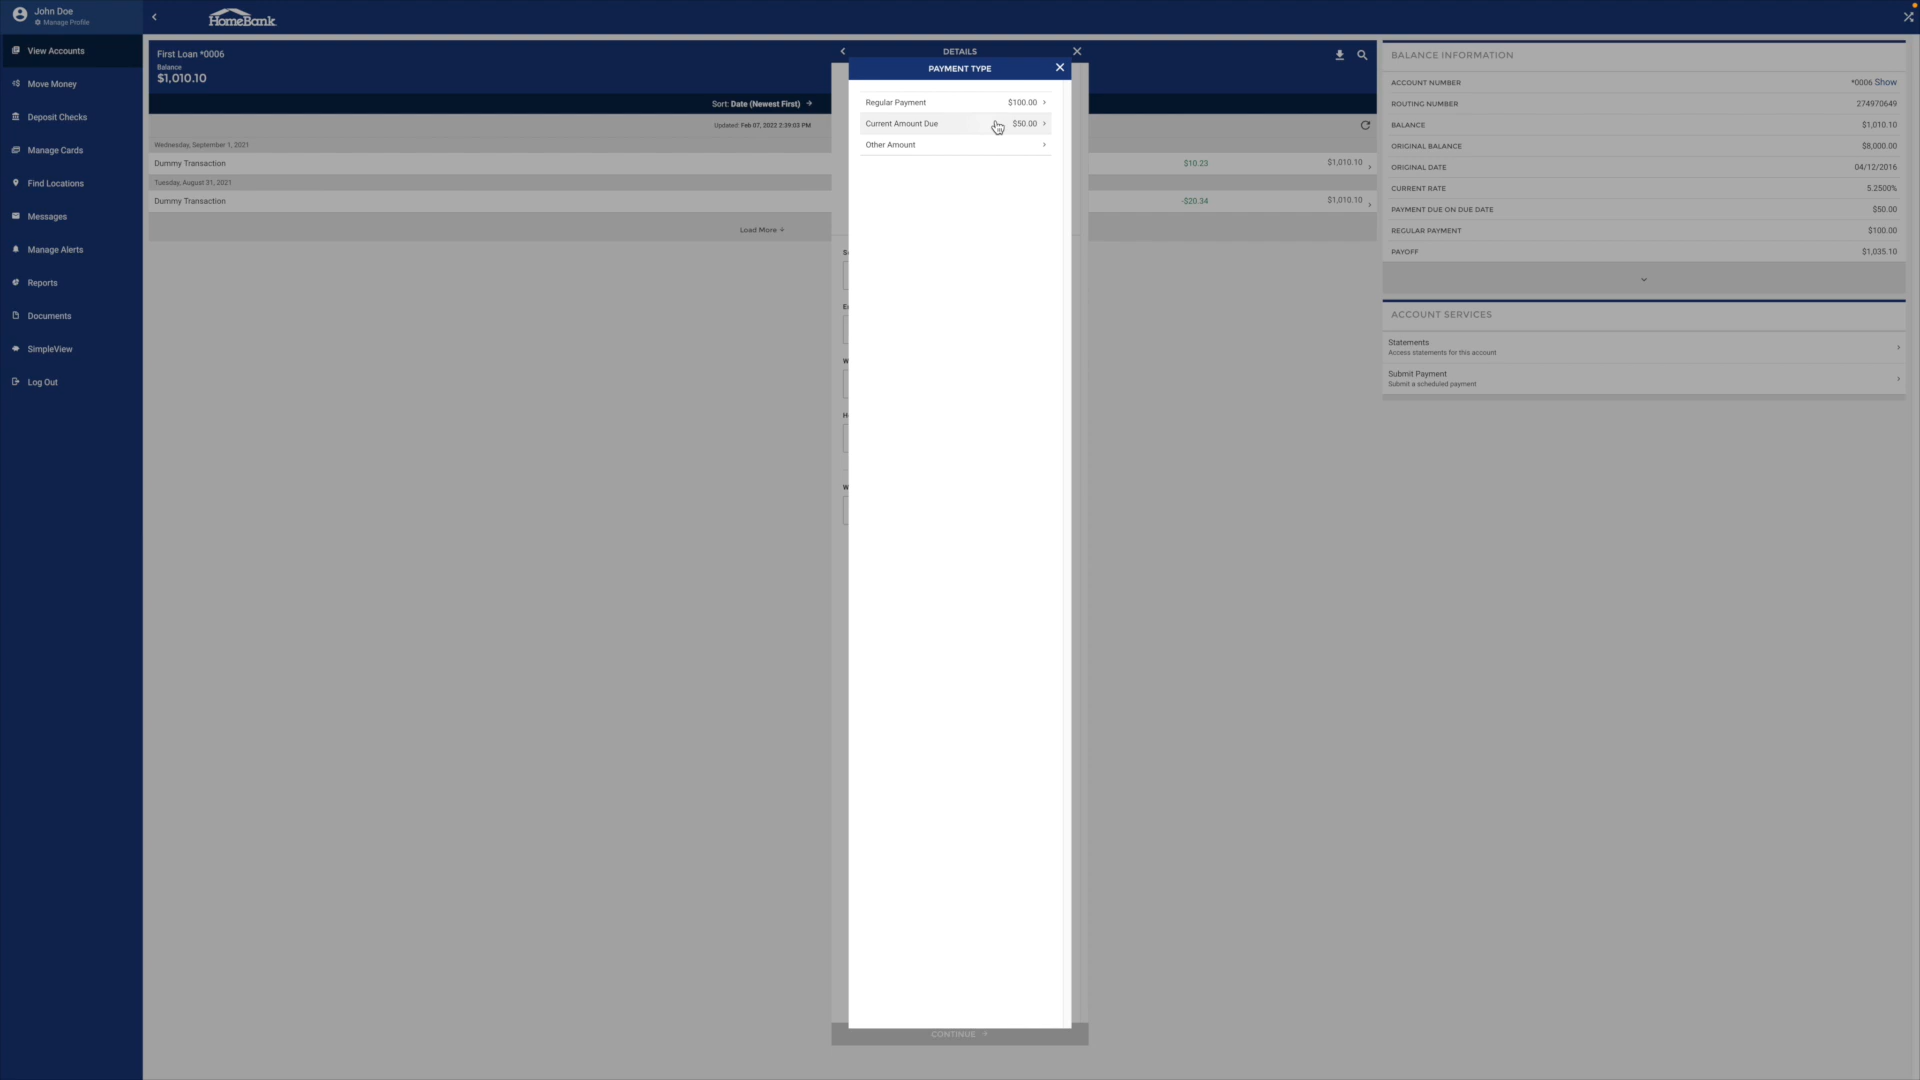 John Doe
Manage Profile
View Accounts
Move Money
Deposit Checks
Manage Cards
Find Locations
Messages
Manage Alerts
Reports
Documents
SimpleView
Log Out
HomeBank
First Loan *0006
Balance
$1,010.10
Sort: Date (Newest First)
Updated: Feb 07, 2022 2:39:03 PM
Wednesday, September 1, 2021
Dummy Transaction $10.23 $1,010.10
Tuesday, August 31, 2021
Dummy Transaction -$20.34 $1,010.10
Load More +
DETAILS
PAYMENT TYPE
Regular Payment $100.00
Current Amount Due $50.00
Other Amount
CONTINUE
BALANCE INFORMATION
ACCOUNT NUMBER *0006 Show
ROUTING NUMBER 274970649
BALANCE $1,010.10
ORIGINAL BALANCE $8,000.00
ORIGINAL DATE 04/12/2016
CURRENT RATE 5.2500%
PAYMENT DUE ON DUE DATE $50.00
REGULAR PAYMENT $100.00
PAYOFF $1,035.10
ACCOUNT SERVICES
Statements
Access statements for this account
Submit Payment
Submit a scheduled payment